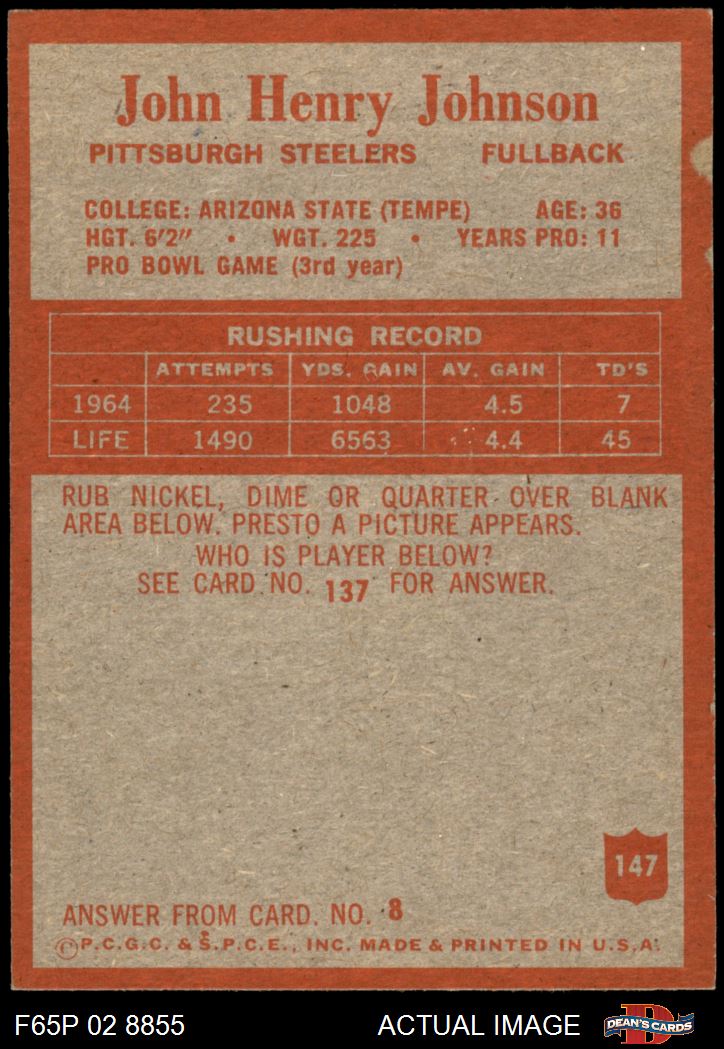 John Henry Johnson
PITTSBURGH STEELERS FULLBACK
COLLEGE: ARIZONA STATE (TEMPE) AGE: 36
HGT. 6'2" • WGT. 225 • YEARS PRO: 11
PRO BOWL GAME (3rd year)
RUSHING RECORD
ATTEMPTS YDS. GAIN AV. GAIN TD'S
1964 235 1048 4.5 7
LIFE 1490 6563 4.4 45
RUB NICKEL, DIME OR QUARTER OVER BLANK
AREA BELOW. PRESTO A PICTURE APPEARS.
WHO IS PLAYER BELOW?
SEE CARD NO. 137 FOR ANSWER.
147
ANSWER FROM CARD. NO. 8
©P.C.G.C. & S.P.C.E., INC. MADE & PRINTED IN U.S.A.
F65P 02 8855 ACTUAL IMAGE D DEAN'S CARDS